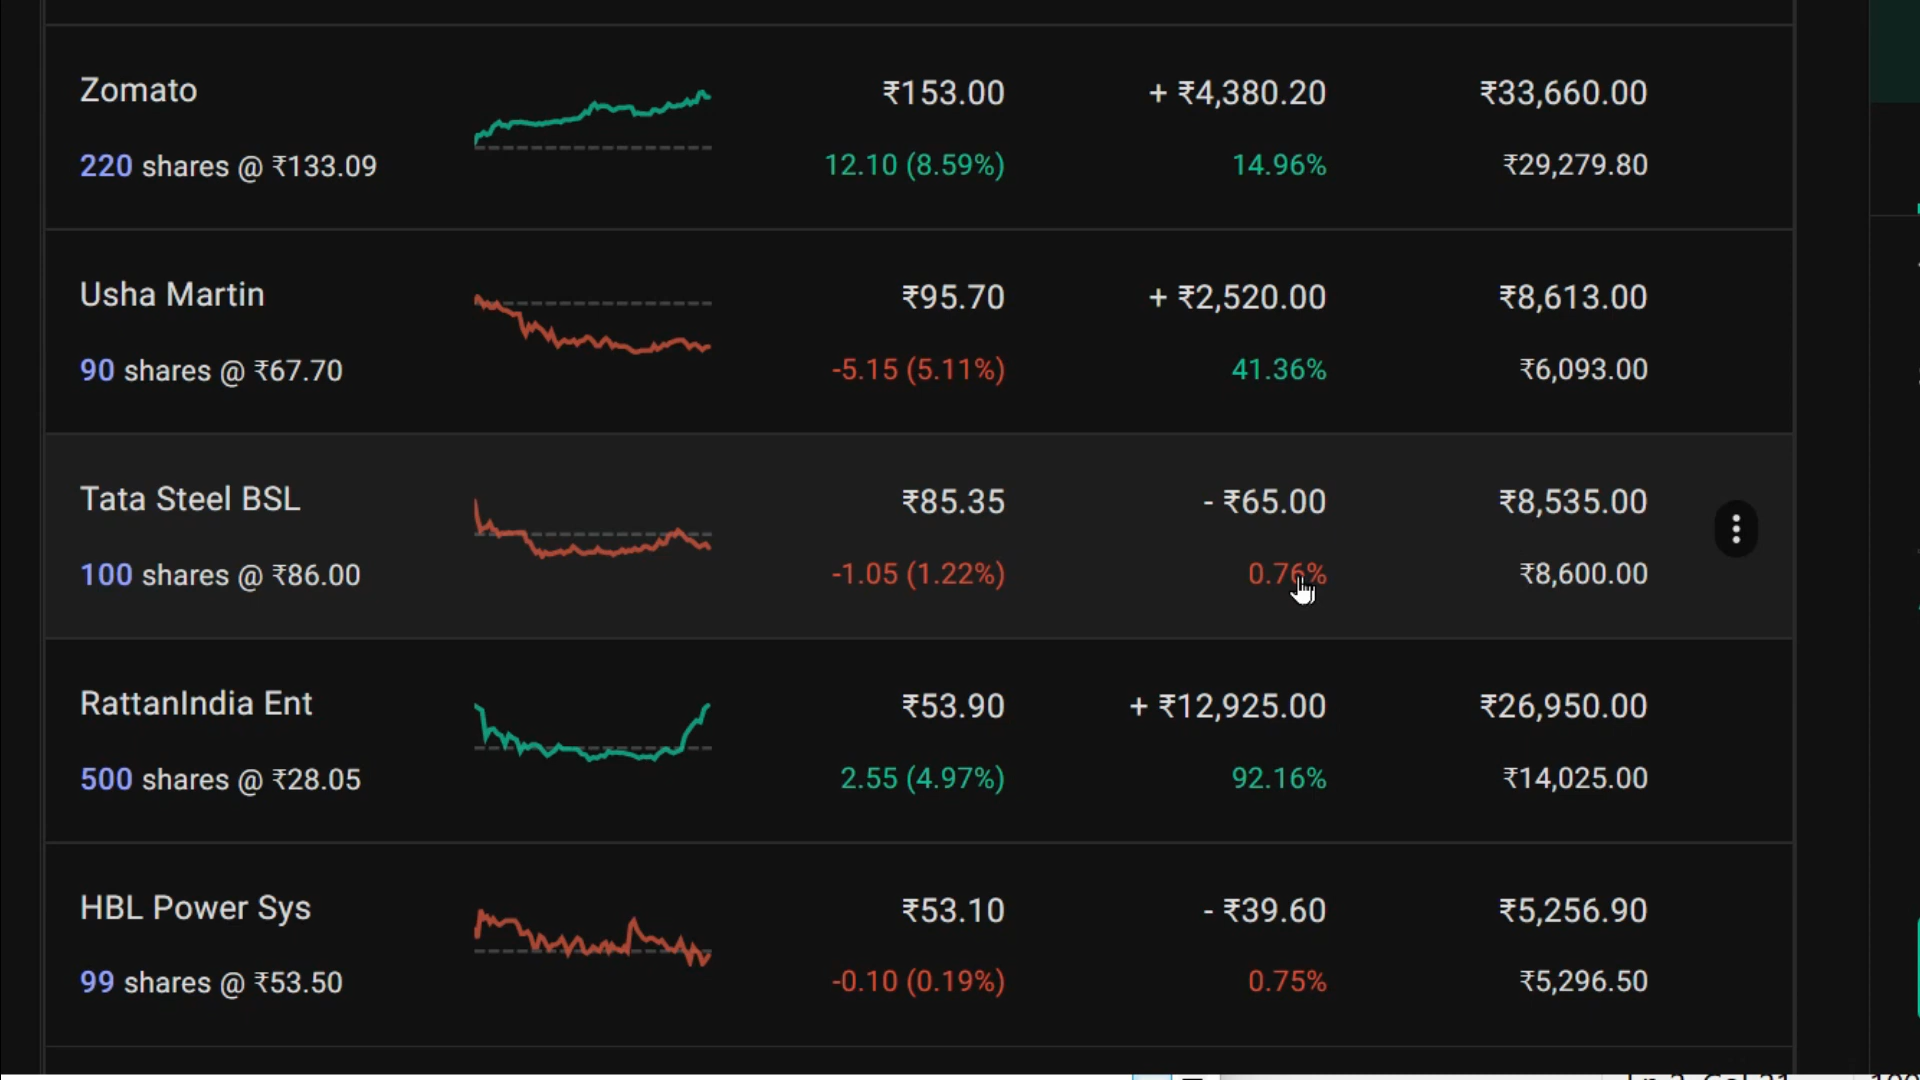 Zomato ₹153.00 + ₹4,380.20 ₹33,660.00
220 shares @ ₹133.09 12.10 (8.59%) 14.96% ₹29,279.80
Usha Martin ₹95.70 + ₹2,520.00 ₹8,613.00
90 shares @ ₹67.70 -5.15 (5.11%) 41.36% ₹6,093.00
Tata Steel BSL ₹85.35 - ₹65.00 ₹8,535.00
100 shares @ ₹86.00 -1.05 (1.22%) 0.76% ₹8,600.00
RattanIndia Ent ₹53.90 + ₹12,925.00 ₹26,950.00
500 shares @ ₹28.05 2.55 (4.97%) 92.16% ₹14,025.00
HBL Power Sys ₹53.10 - ₹39.60 ₹5,256.90
99 shares @ ₹53.50 -0.10 (0.19%) 0.75% ₹5,296.50